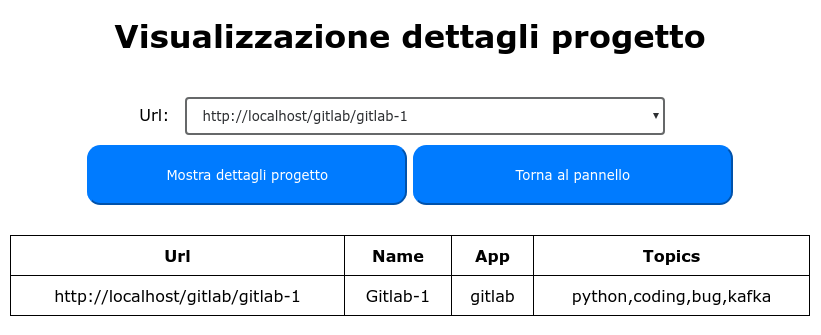 Visualizzazione dettagli progetto
Url: http://localhost/gitlab/gitlab-1
Mostra dettagli progetto Torna al pannello
Url Name App Topics
http://localhost/gitlab/gitlab-1 Gitlab-1 gitlab python,coding,bug,kafka